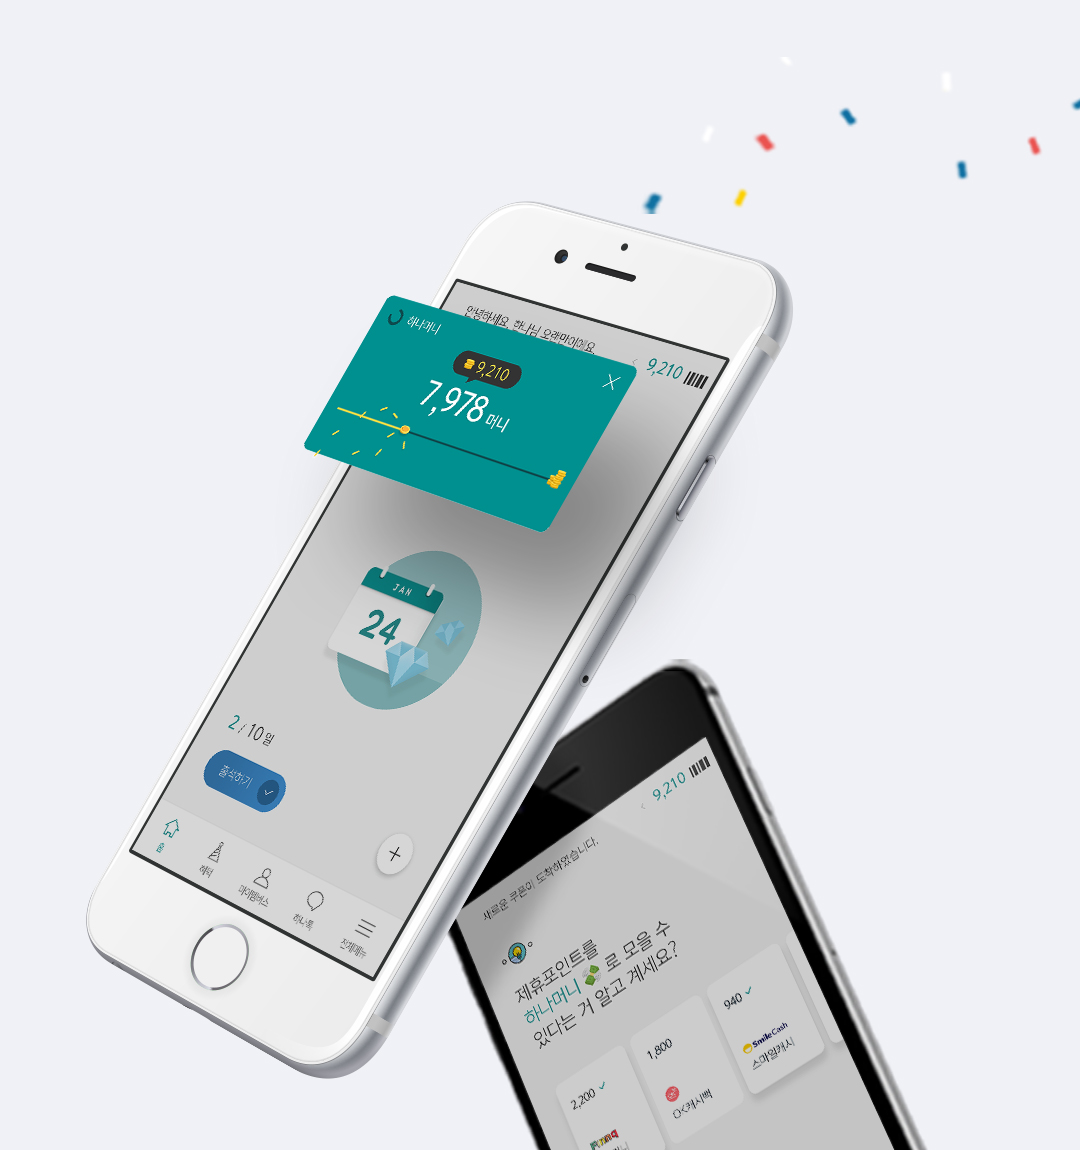 안녕하세요. 하나님 오랜만이에요.
9,210
하나머니
9,210
7,978 머니
JAN
24
2 / 10 일
출석하기
홈
혜택
마이멤버스
하나톡
전체메뉴
9,210
새로운 쿠폰이 도착하였습니다.
제휴포인트를
하나머니 로 모을 수
있다는 거 알고 계세요?
940
SmileCash
스마일캐시
1,800
OK캐시백
2,200